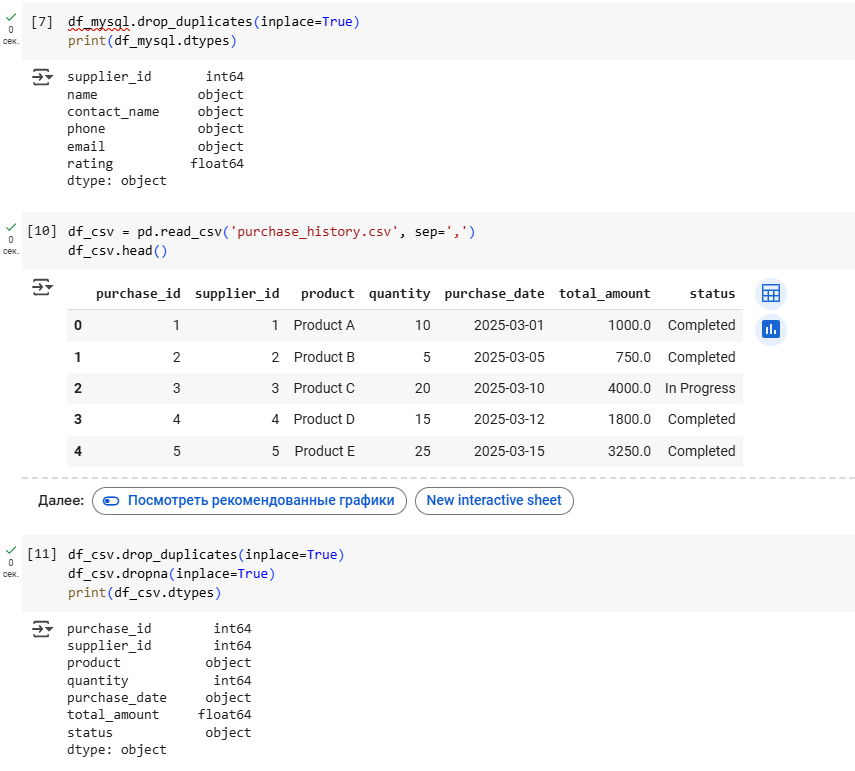 [7] df_mysql.drop_duplicates(inplace=True)
print(df_mysql.dtypes)
0
сек.
supplier_id int64
name object
contact_name object
phone object
email object
rating float64
dtype: object
[10] df_csv = pd.read_csv('purchase_history.csv', sep=',')
df_csv.head()
0
сек.
purchase_id supplier_id product quantity purchase_date total_amount status
0 1 1 Product A 10 2025-03-01 1000.0 Completed
1 2 2 Product B 5 2025-03-05 750.0 Completed
2 3 3 Product C 20 2025-03-10 4000.0 In Progress
3 4 4 Product D 15 2025-03-12 1800.0 Completed
4 5 5 Product E 25 2025-03-15 3250.0 Completed
Далее: Посмотреть рекомендованные графики New interactive sheet
[11] df_csv.drop_duplicates(inplace=True)
0
сек.
df_csv.dropna(inplace=True)
print(df_csv.dtypes)
purchase_id int64
supplier_id int64
product object
quantity int64
purchase_date object
total_amount float64
status object
dtype: object